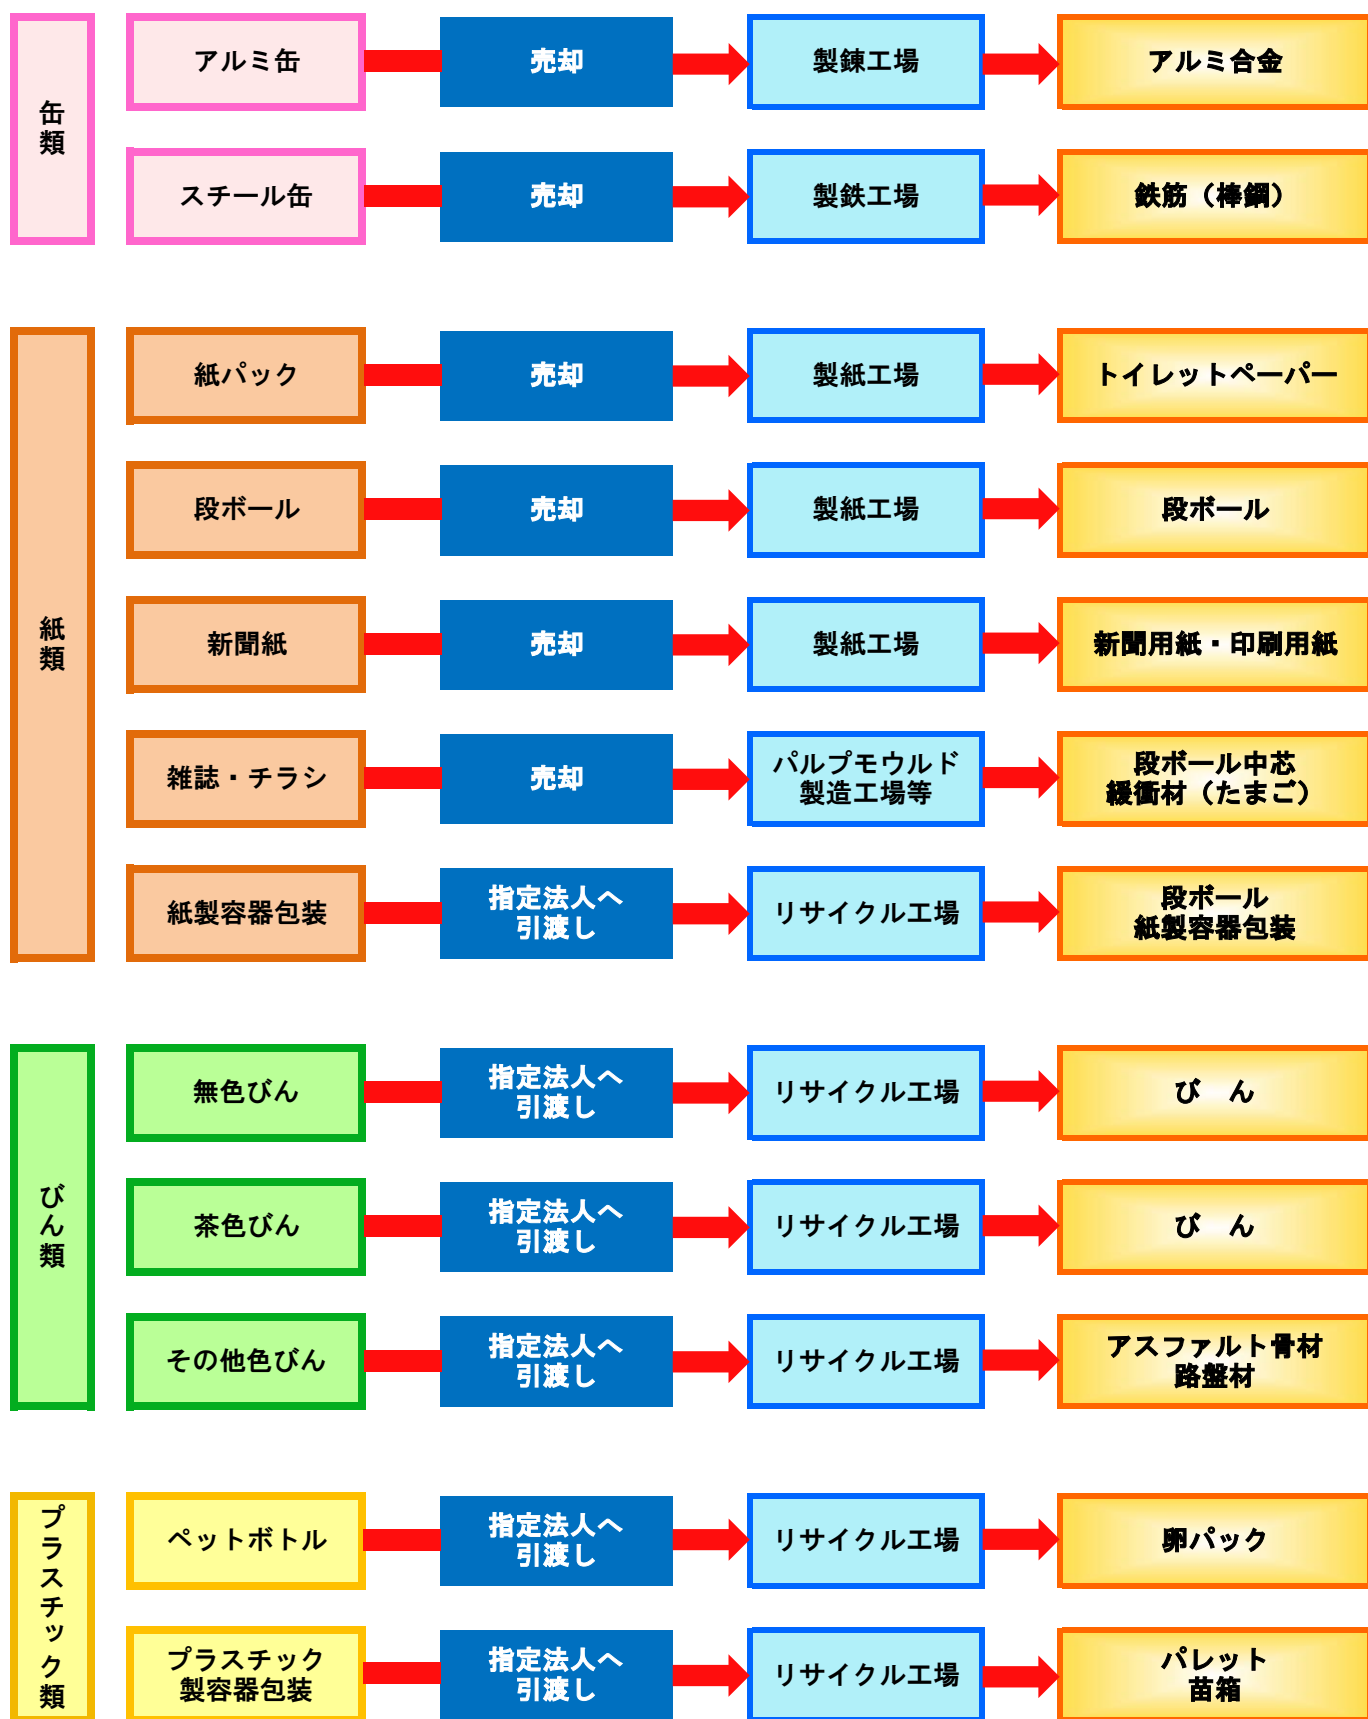 缶類
アルミ缶
売却
製錬工場
アルミ合金
スチール缶
売却
製鉄工場
鉄筋（棒鋼）
紙類
紙パック
売却
製紙工場
トイレットペーパー
段ボール
売却
製紙工場
段ボール
新聞紙
売却
製紙工場
新聞用紙・印刷用紙
雑誌・チラシ
売却
パルプモウルド
製造工場等
段ボール中芯
緩衝材（たまご）
紙製容器包装
指定法人へ
引渡し
リサイクル工場
段ボール
紙製容器包装
びん類
無色びん
指定法人へ
引渡し
リサイクル工場
び　ん
茶色びん
指定法人へ
引渡し
リサイクル工場
び　ん
その他色びん
指定法人へ
引渡し
リサイクル工場
アスファルト骨材
路盤材
プラスチック類
ペットボトル
指定法人へ
引渡し
リサイクル工場
卵パック
プラスチック
製容器包装
指定法人へ
引渡し
リサイクル工場
パレット
苗箱